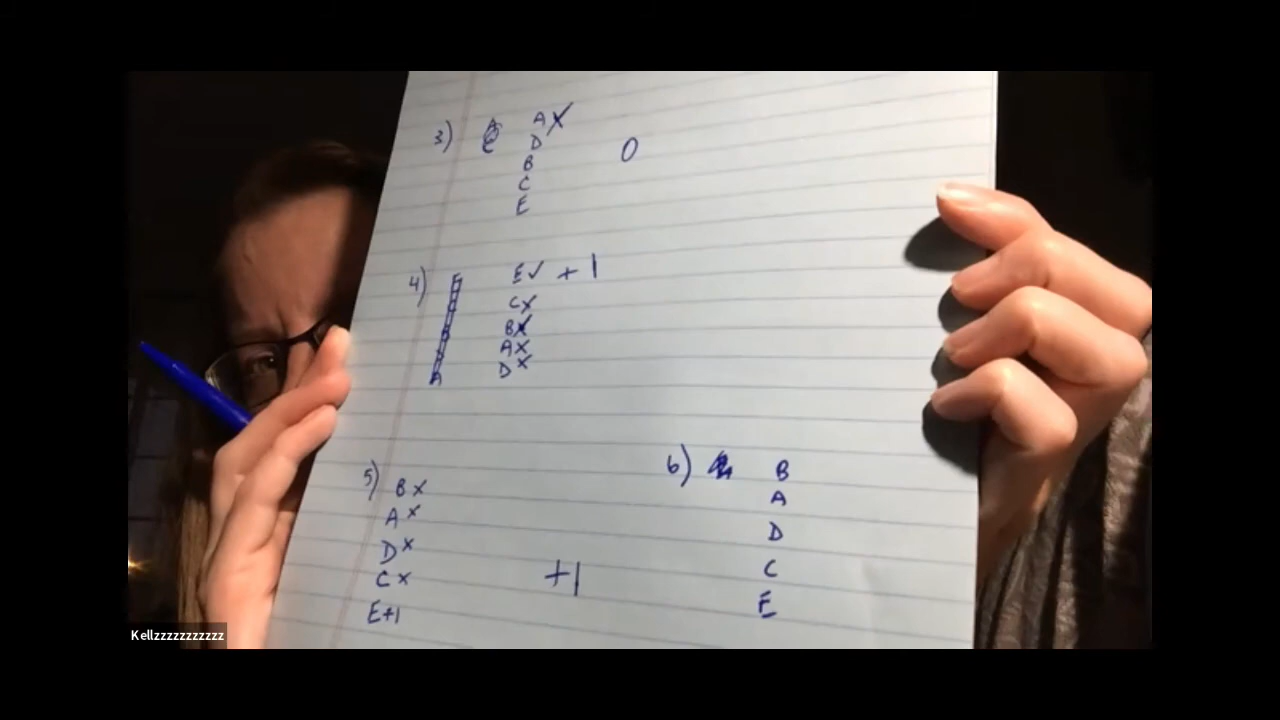 3) A X
D
B
C
E
0
4) E ✓ + 1
C X
B X
A X
D X
5) B X
A X
D X
C X
E+1
+1
6) B
A
D
C
E
Kellzzzzzzzzzzz